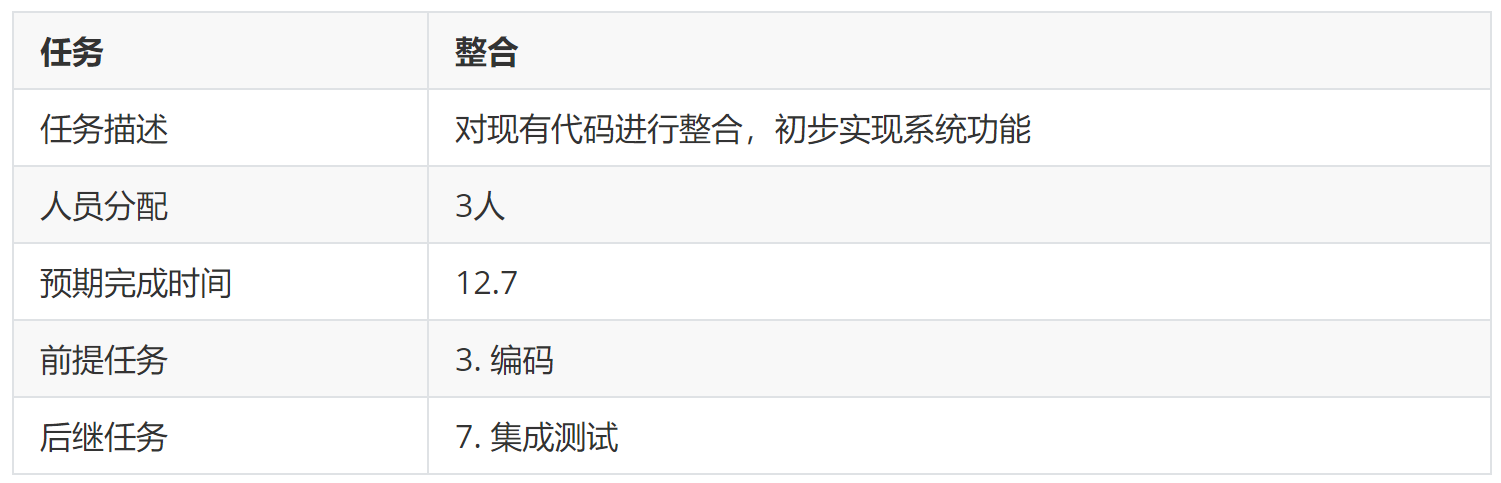 任务 整合
任务描述 对现有代码进行整合，初步实现系统功能
人员分配 3人
预期完成时间 12.7
前提任务 3. 编码
后继任务 7. 集成测试